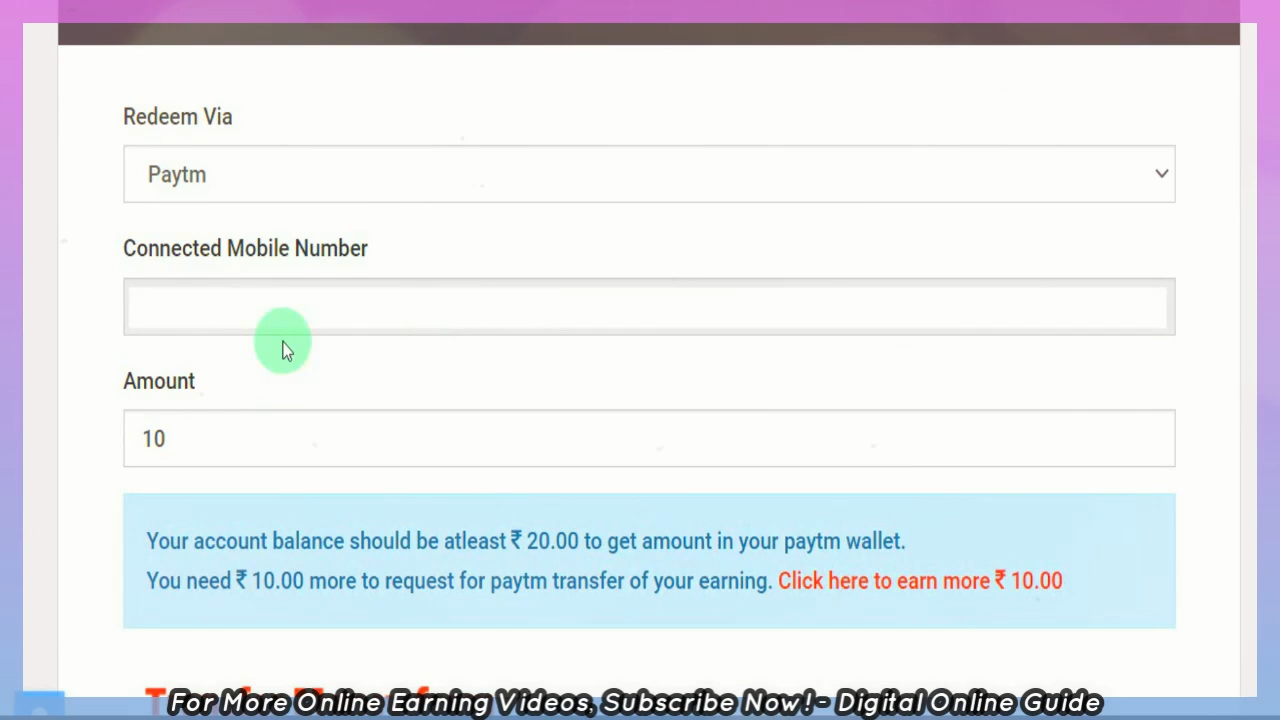 Redeem Via
Paytm
Connected Mobile Number
Amount
10
Your account balance should be atleast ₹ 20.00 to get amount in your paytm wallet.
You need ₹ 10.00 more to request for paytm transfer of your earning. Click here to earn more ₹ 10.00
For More Online Earning Videos, Subscribe Now!- Digital Online Guide